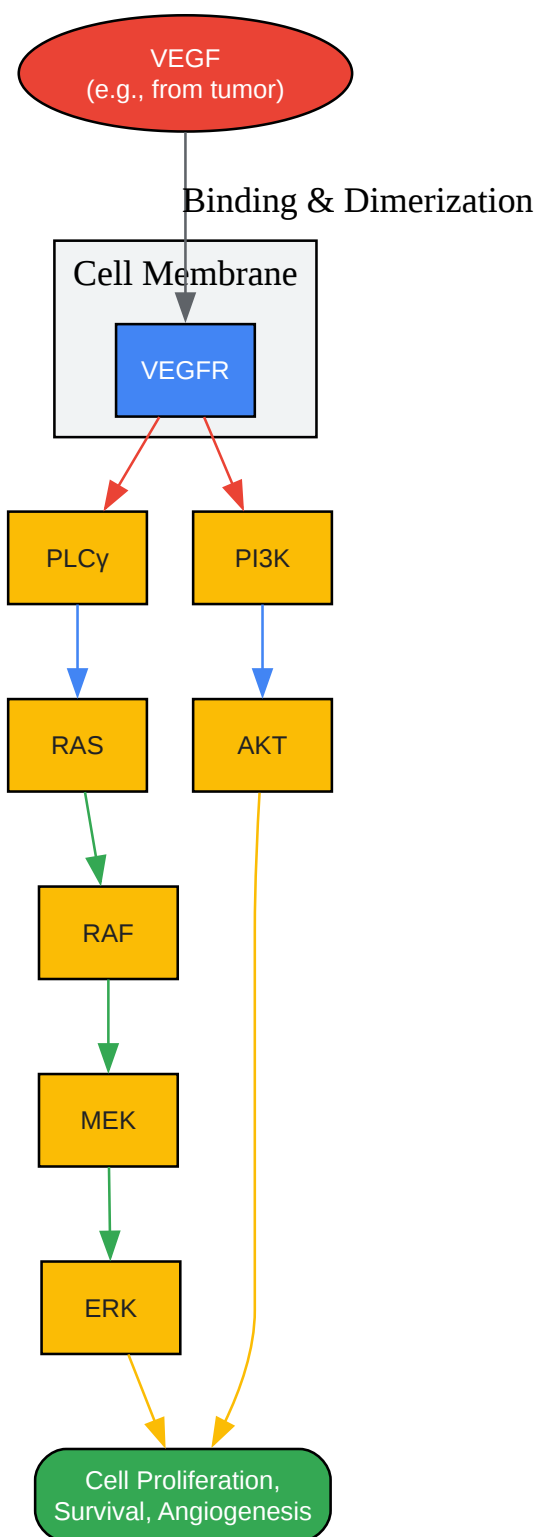 VEGF
(e.g., from tumor)
Binding & Dimerization
Cell Membrane
VEGFR
PLCγ
PI3K
RAS
AKT
RAF
MEK
ERK
Cell Proliferation,
Survival, Angiogenesis